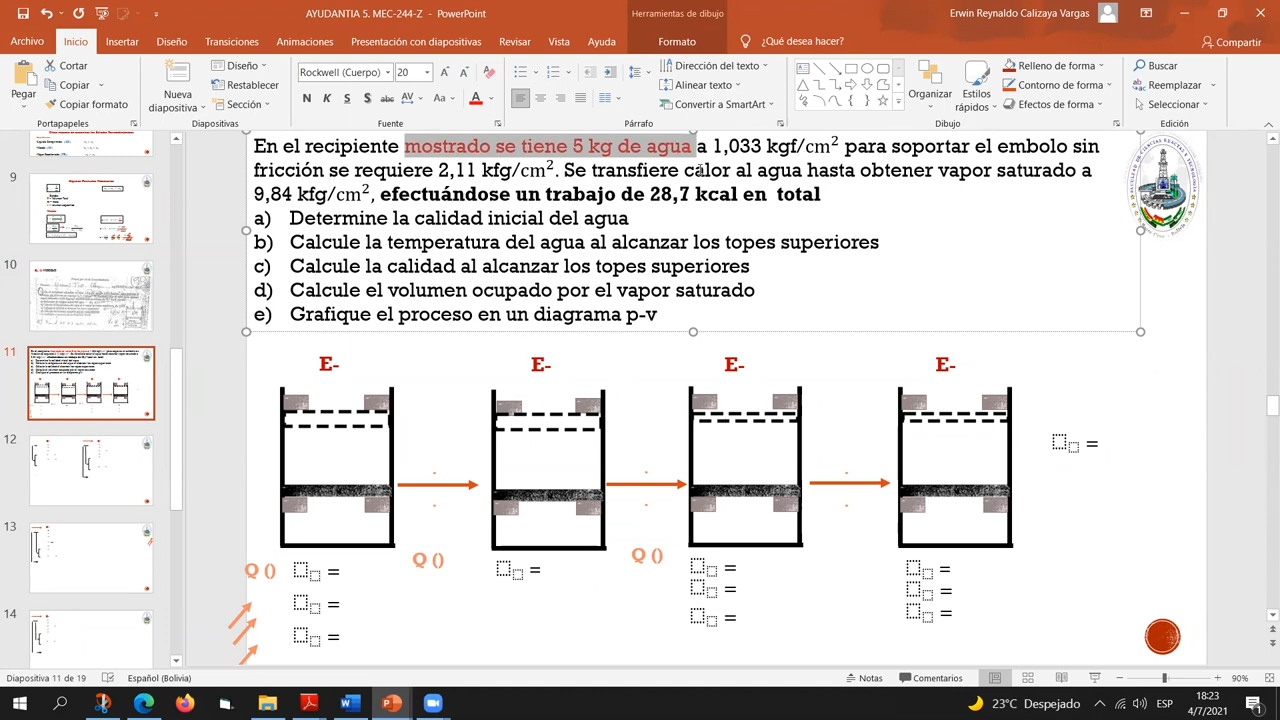 AYUDANTIA 5. MEC-244-Z - PowerPoint
Herramientas de dibujo
Erwin Reynaldo Calizaya Vargas
Archivo Inicio Insertar Diseño Transiciones Animaciones Presentación con diapositivas Revisar Vista Ayuda Formato ¿Qué desea hacer? Compartir
Pegar
Cortar
Copiar
Copiar formato
Portapapeles
Nueva diapositiva
Diseño
Restablecer
Sección
Diapositivas
Rockwell (Cuerpo) 20
N K S S abc AV Aa A
Fuente
Dirección del texto
Alinear texto
Convertir a SmartArt
Párrafo
Organizar
Estilos rápidos
Relleno de forma
Contorno de forma
Efectos de forma
Dibujo
Buscar
Reemplazar
Seleccionar
Edición
En el recipiente mostrado se tiene 5 kg de agua a 1,033 kgf/cm² para soportar el embolo sin
fricción se requiere 2,11 kfg/cm². Se transfiere calor al agua hasta obtener vapor saturado a
9,84 kfg/cm², efectuándose un trabajo de 28,7 kcal en total
a) Determine la calidad inicial del agua
b) Calcule la temperatura del agua al alcanzar los topes superiores
c) Calcule la calidad al alcanzar los topes superiores
d) Calcule el volumen ocupado por el vapor saturado
e) Grafique el proceso en un diagrama p-v
E- E- E- E-
Q () Q () Q ()
=
=
=
=
=
=
=
=
=
=
=
9
10
11
12
13
14
Diapositiva 11 de 19 Español (Bolivia) Notas Comentarios 90%
23°C Despejado ESP 18:23
4/7/2021